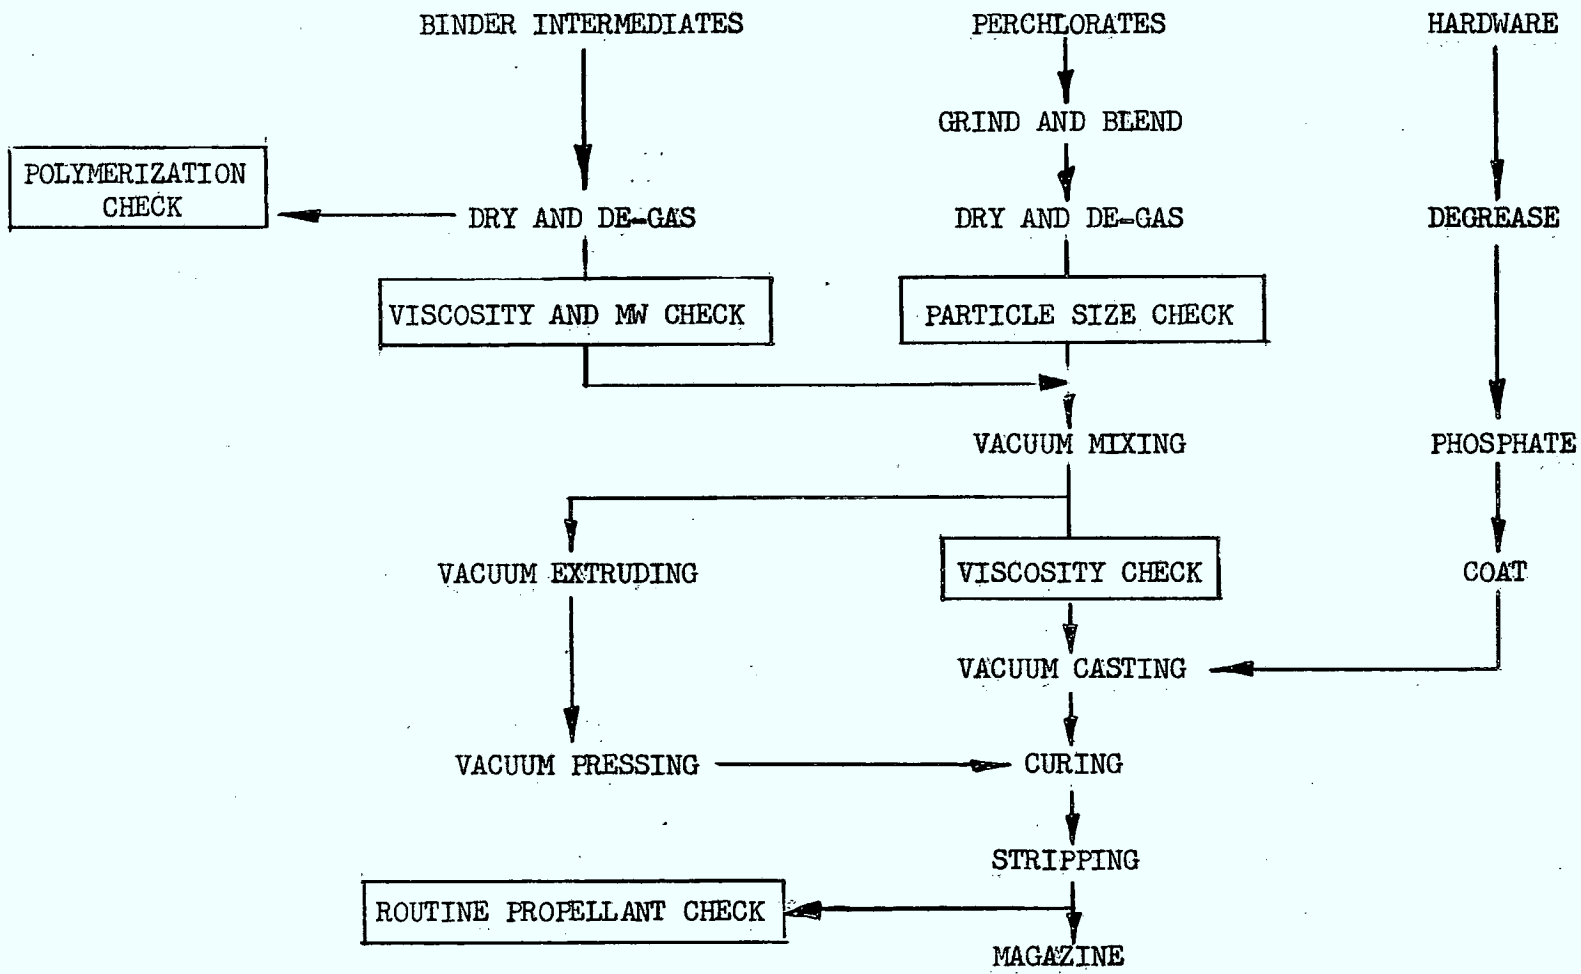 BINDER INTERMEDIATES
PERCHLORATES
HARDWARE
GRIND AND BLEND
POLYMERIZATION
CHECK
DRY AND DE-GAS
DRY AND DE-GAS
DEGREASE
VISCOSITY AND MW CHECK
PARTICLE SIZE CHECK
VACUUM MIXING
PHOSPHATE
VACUUM EXTRUDING
VISCOSITY CHECK
COAT
VACUUM CASTING
VACUUM PRESSING
CURING
STRIPPING
ROUTINE PROPELLANT CHECK
MAGAZINE